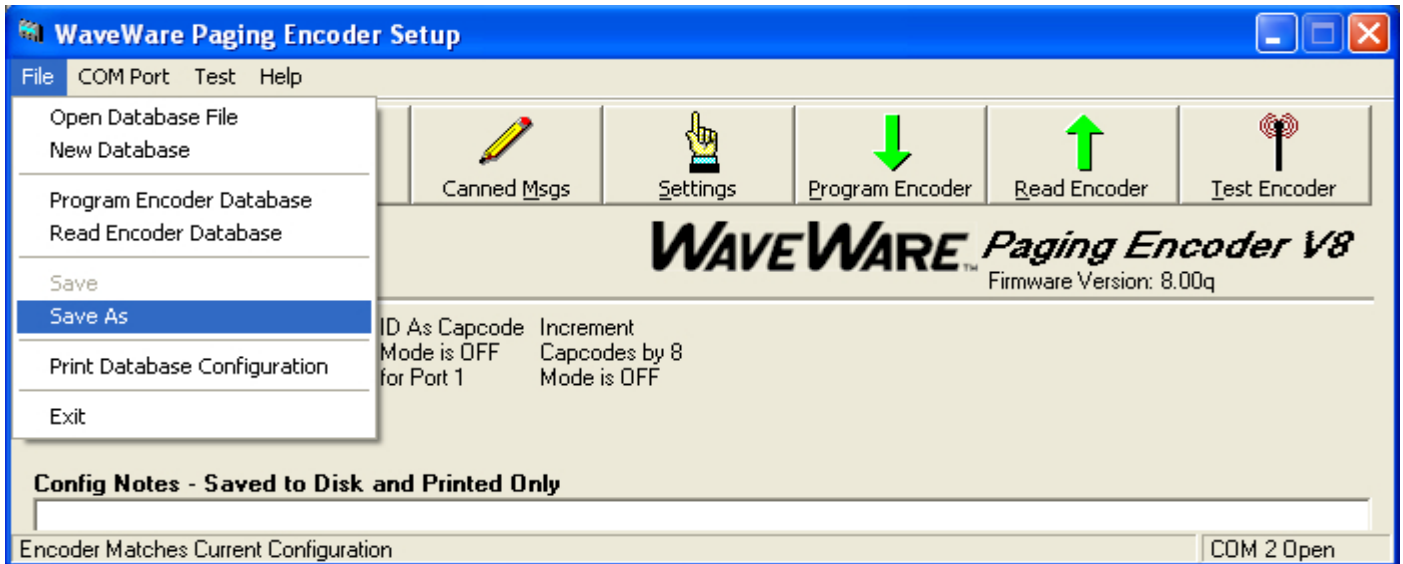 WaveWare Paging Encoder Setup
File COM Port Test Help
Open Database File
New Database
Program Encoder Database
Read Encoder Database
Save
Save As
Print Database Configuration
Exit
Canned Msgs Settings Program Encoder Read Encoder Test Encoder
WAVEWARE™ Paging Encoder V8
Firmware Version: 8.00q
ID As Capcode
Mode is OFF
for Port 1
Increment
Capcodes by 8
Mode is OFF
Config Notes - Saved to Disk and Printed Only
Encoder Matches Current Configuration COM 2 Open